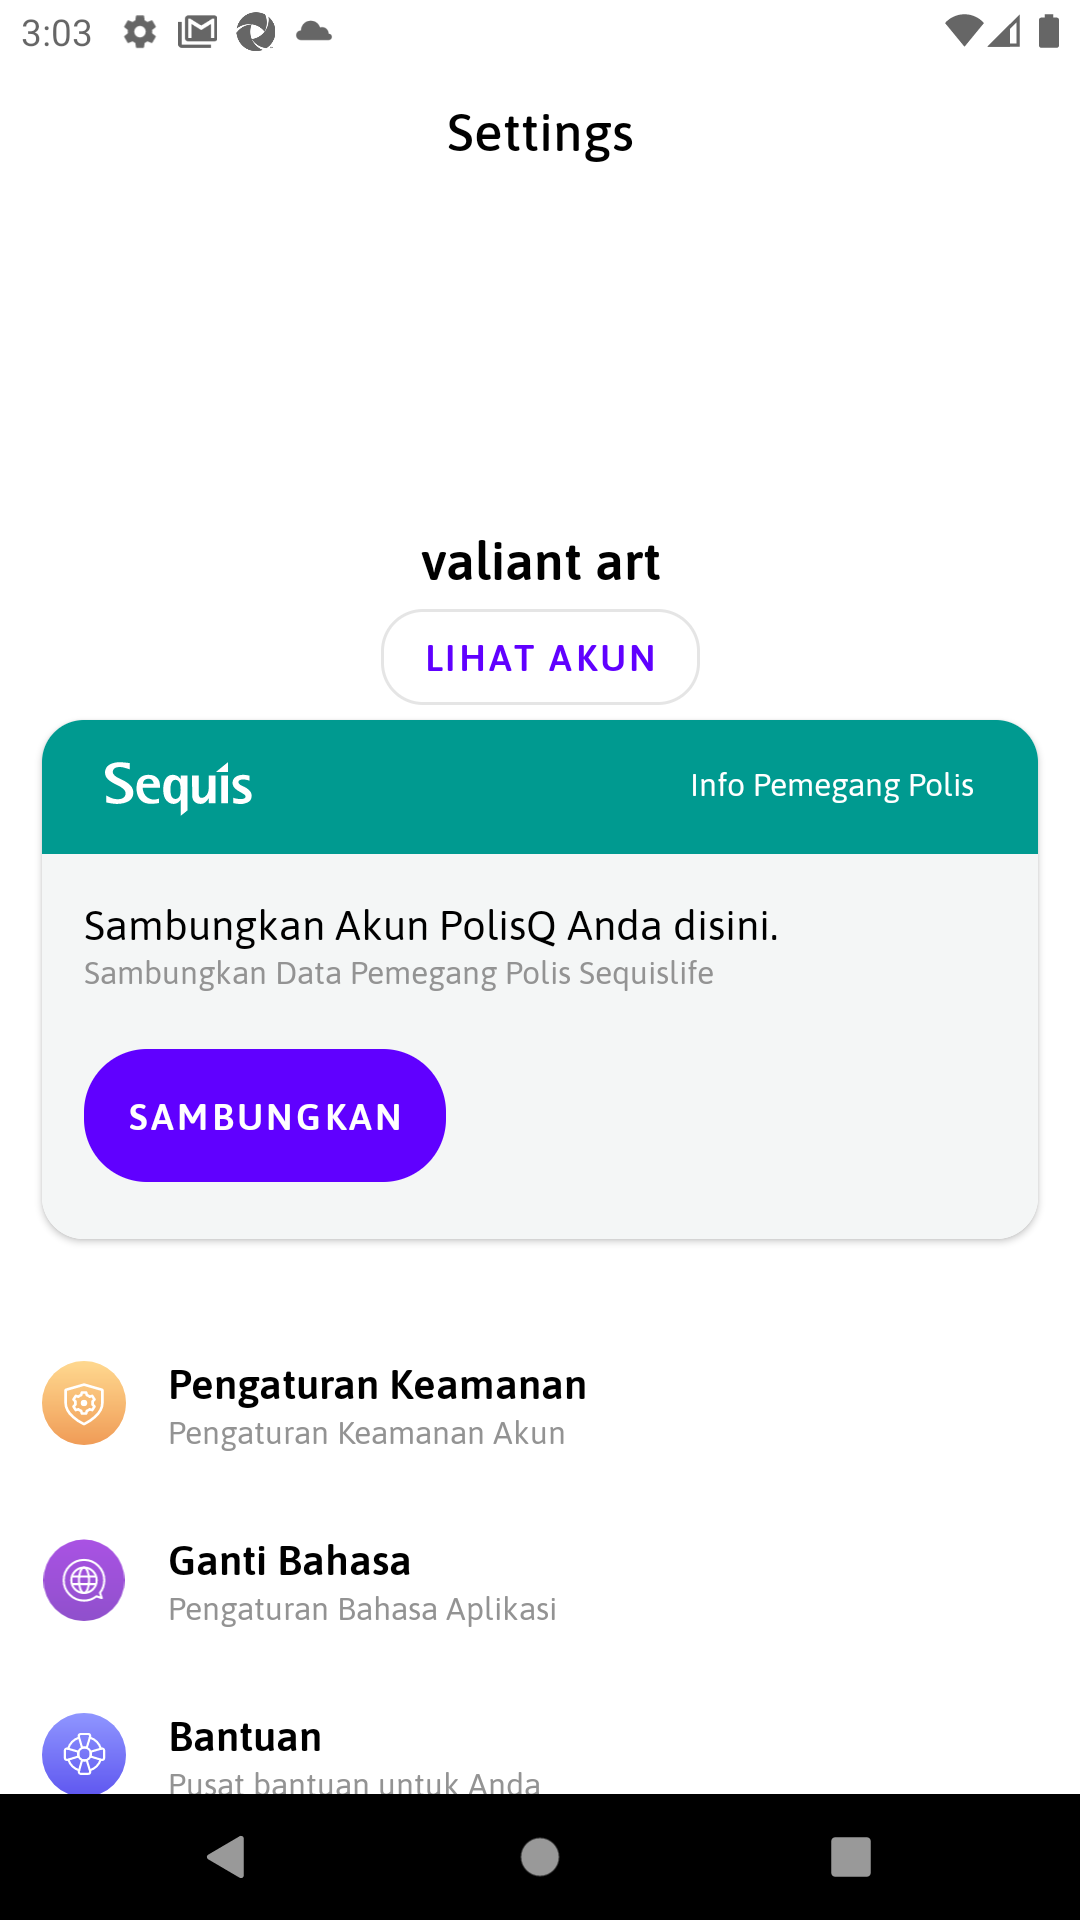 3:03
Settings
valiant art
LIHAT AKUN
Sequis
Info Pemegang Polis
Sambungkan Akun PolisQ Anda disini.
Sambungkan Data Pemegang Polis Sequislife
SAMBUNGKAN
Pengaturan Keamanan
Pengaturan Keamanan Akun
Ganti Bahasa
Pengaturan Bahasa Aplikasi
Bantuan
Pusat bantuan untuk Anda